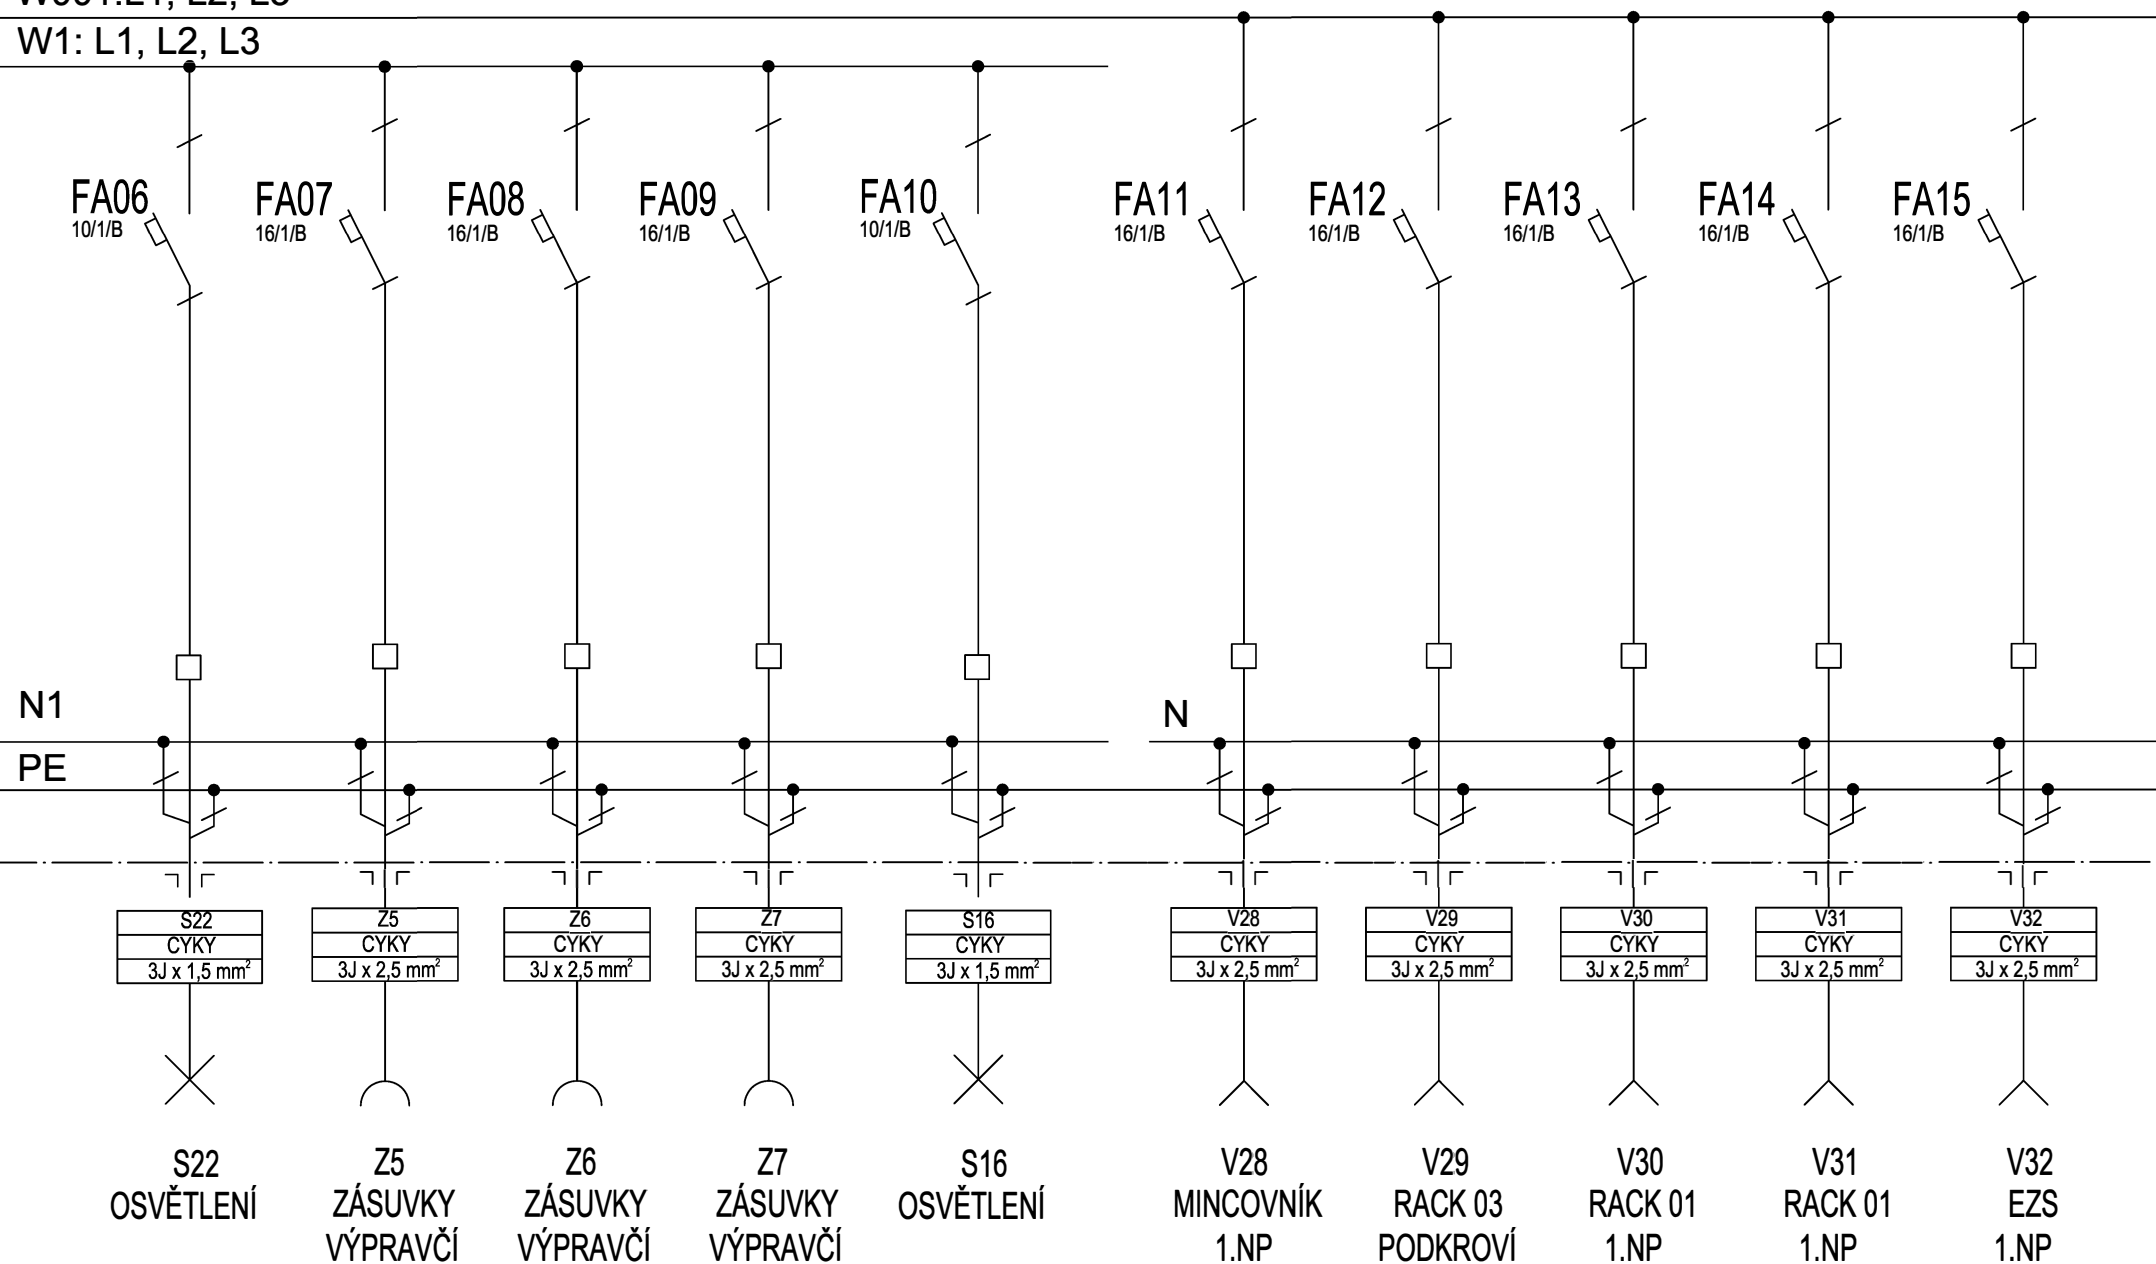 W1: L1, L2, L3
FA06
10/1/B
FA07
16/1/B
FA08
16/1/B
FA09
16/1/B
FA10
10/1/B
FA11
16/1/B
FA12
16/1/B
FA13
16/1/B
FA14
16/1/B
FA15
16/1/B
N1
N
PE
S22
CYKY
3J x 1,5 mm²
Z5
CYKY
3J x 2,5 mm²
Z6
CYKY
3J x 2,5 mm²
Z7
CYKY
3J x 2,5 mm²
S16
CYKY
3J x 1,5 mm²
V28
CYKY
3J x 2,5 mm²
V29
CYKY
3J x 2,5 mm²
V30
CYKY
3J x 2,5 mm²
V31
CYKY
3J x 2,5 mm²
V32
CYKY
3J x 2,5 mm²
S22
OSVĚTLENÍ
Z5
ZÁSUVKY
VÝPRAVČÍ
Z6
ZÁSUVKY
VÝPRAVČÍ
Z7
ZÁSUVKY
VÝPRAVČÍ
S16
OSVĚTLENÍ
V28
MINCOVNÍK
1.NP
V29
RACK 03
PODKROVÍ
V30
RACK 01
1.NP
V31
RACK 01
1.NP
V32
EZS
1.NP